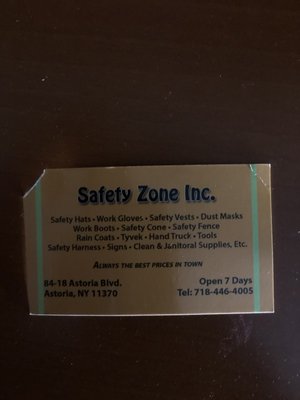 Safety Zone Inc.
Safety Hats • Work Gloves • Safety Vests • Dust Masks
Work Boots • Safety Cone • Safety Fence
Rain Coats • Tyvek • Hand Truck • Tools
Safety Harness • Signs • Clean & Janitoral Supplies, Etc.
ALWAYS THE BEST PRICES IN TOWN
84-18 Astoria Blvd. Open 7 Days
Astoria, NY 11370 Tel: 718-446-4005